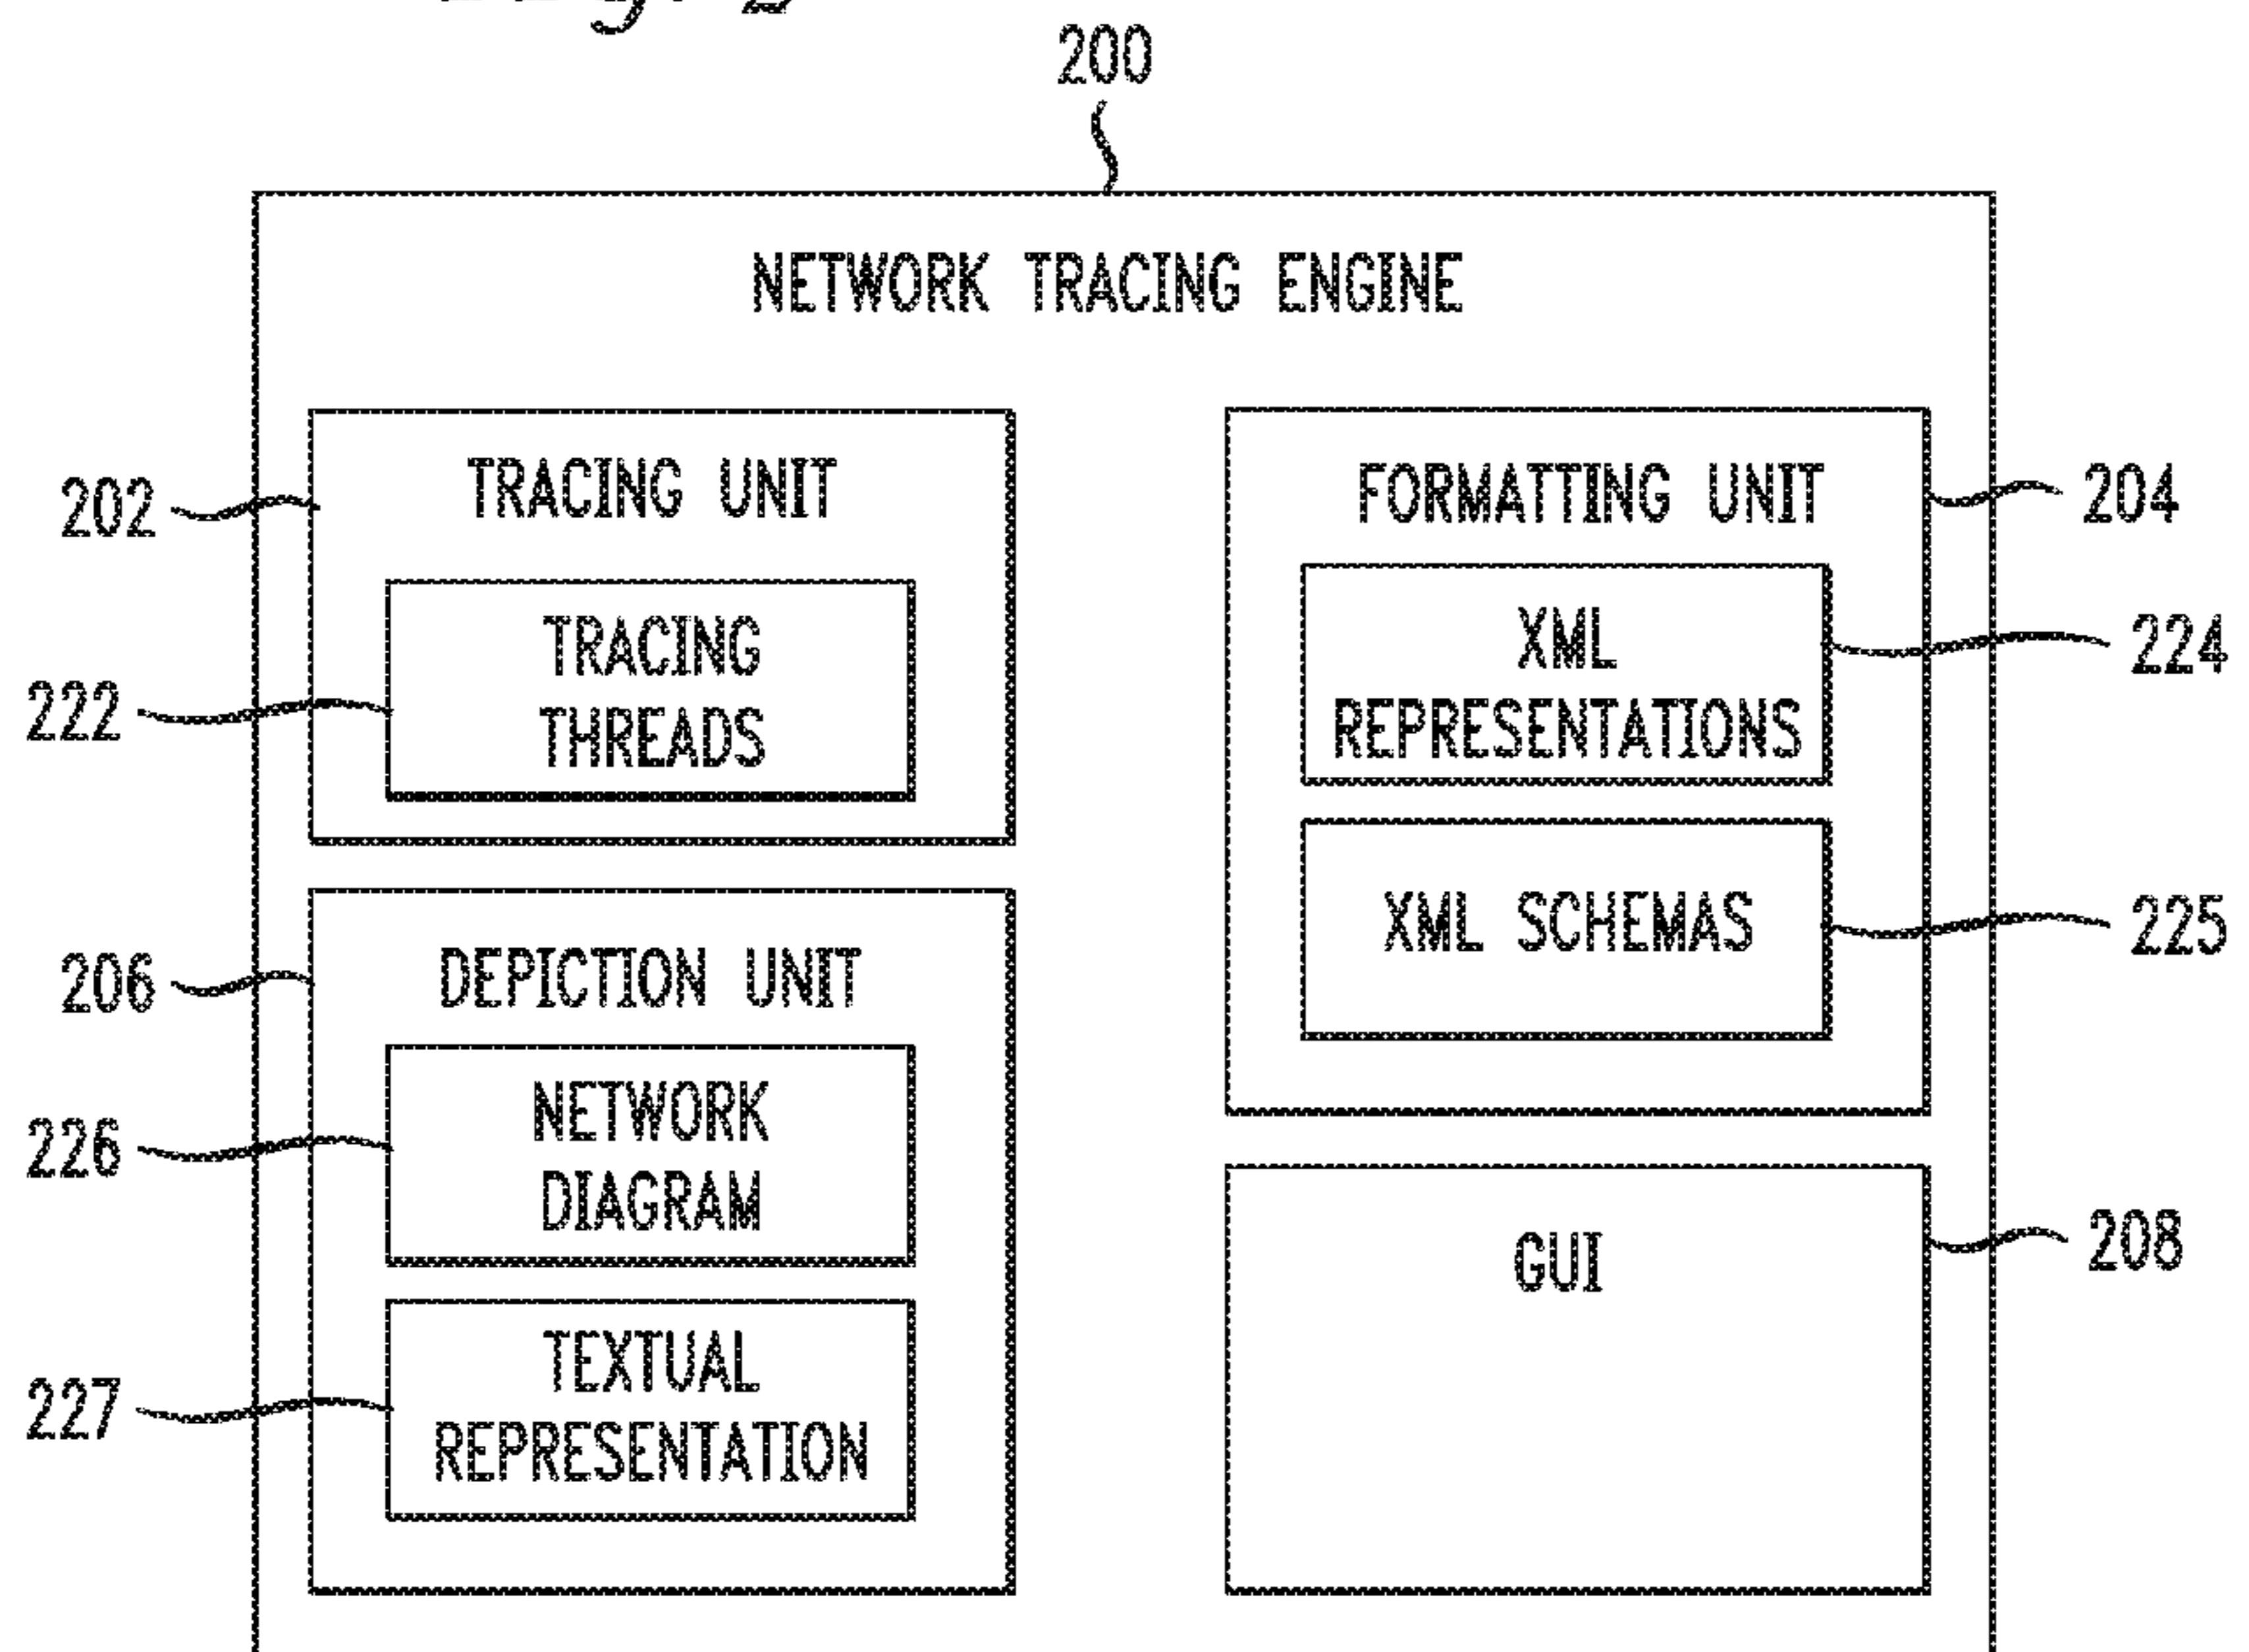 200
NETWORK TRACING ENGINE
202
TRACING UNIT
222
TRACING
THREADS
FORMATTING UNIT
204
XML
REPRESENTATIONS
224
XML SCHEMAS
225
206
DEPICTION UNIT
226
NETWORK
DIAGRAM
227
TEXTUAL
REPRESENTATION
GUI
208